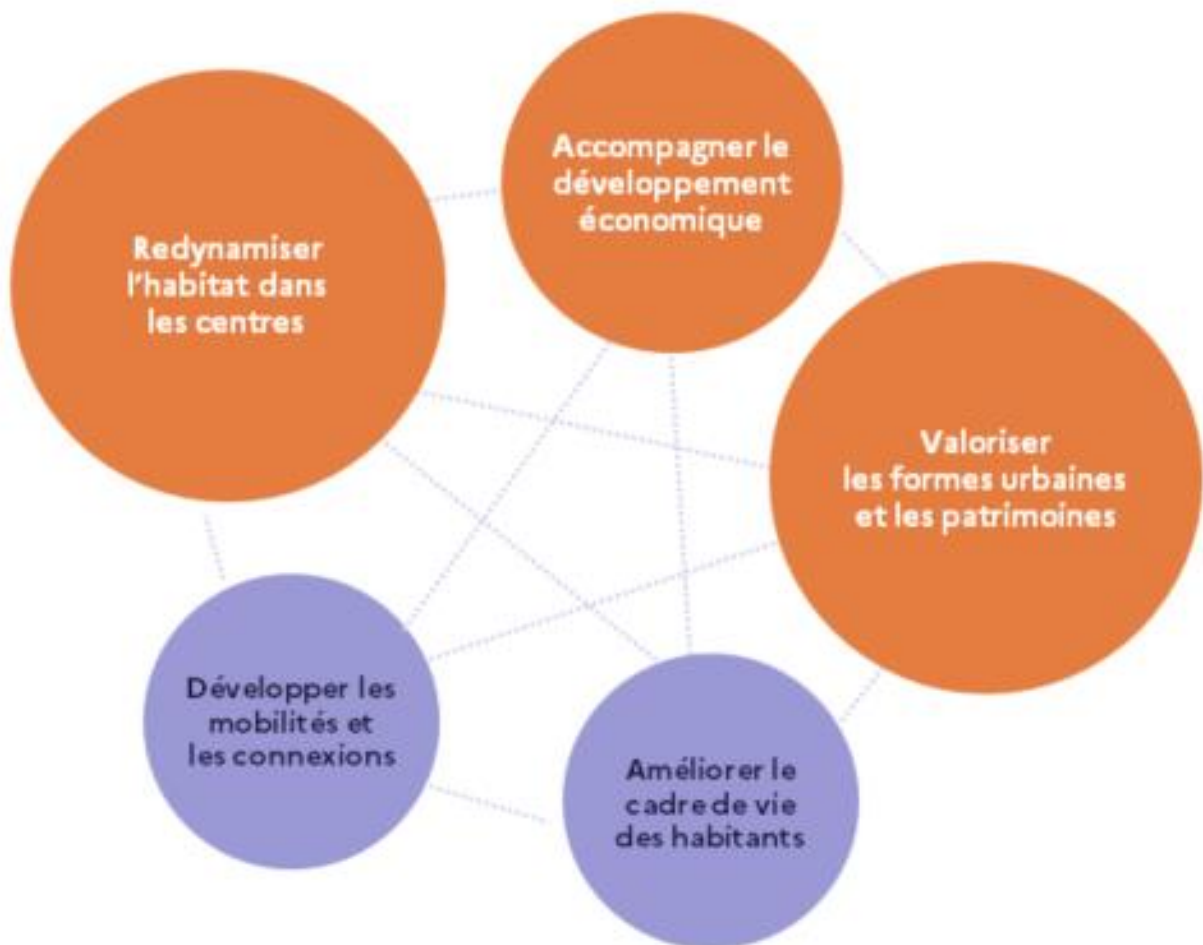 Accompagner le
développement
économique
Redynamiser
l'habitat dans
les centres
Valoriser
les formes urbaines
et les patrimoines
Développer les
mobilités et
les connexions
Améliorer le
cadre de vie
des habitants